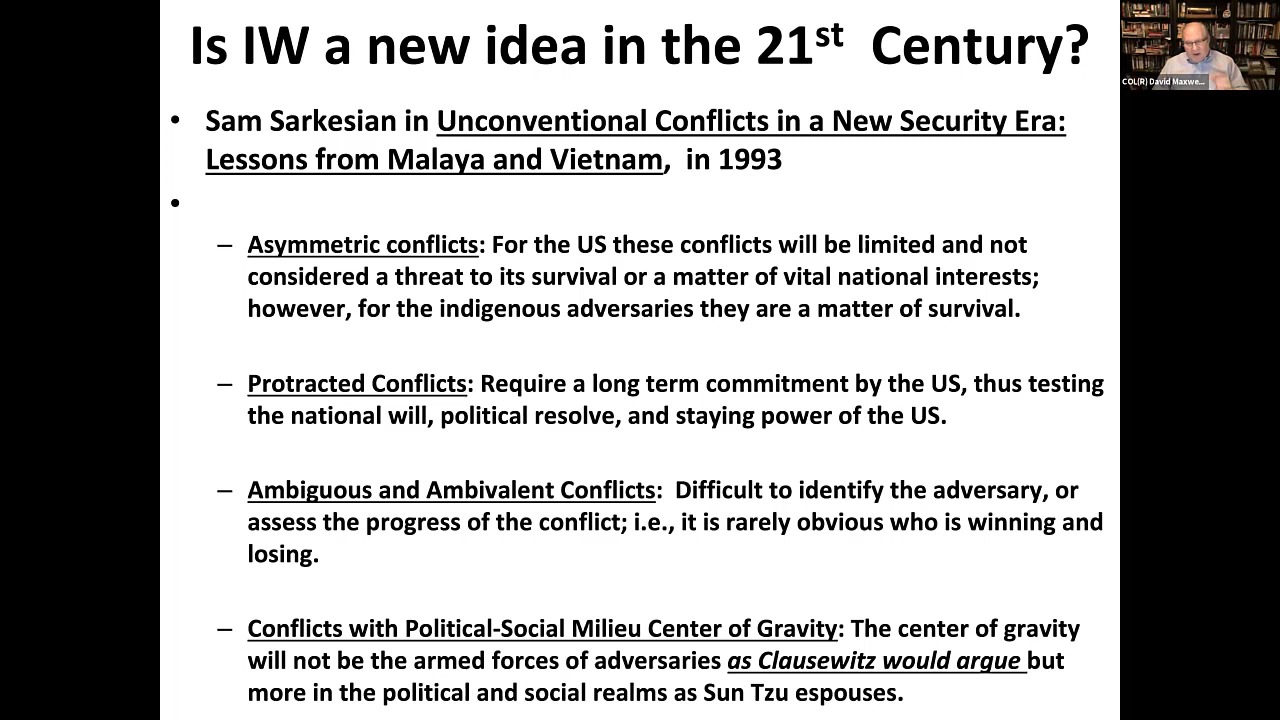 Is IW a new idea in the 21st Century?
COL(R) David Maxwe...
• Sam Sarkesian in Unconventional Conflicts in a New Security Era:
Lessons from Malaya and Vietnam, in 1993
•
– Asymmetric conflicts: For the US these conflicts will be limited and not
considered a threat to its survival or a matter of vital national interests;
however, for the indigenous adversaries they are a matter of survival.
– Protracted Conflicts: Require a long term commitment by the US, thus testing
the national will, political resolve, and staying power of the US.
– Ambiguous and Ambivalent Conflicts: Difficult to identify the adversary, or
assess the progress of the conflict; i.e., it is rarely obvious who is winning and
losing.
– Conflicts with Political-Social Milieu Center of Gravity: The center of gravity
will not be the armed forces of adversaries as Clausewitz would argue but
more in the political and social realms as Sun Tzu espouses.